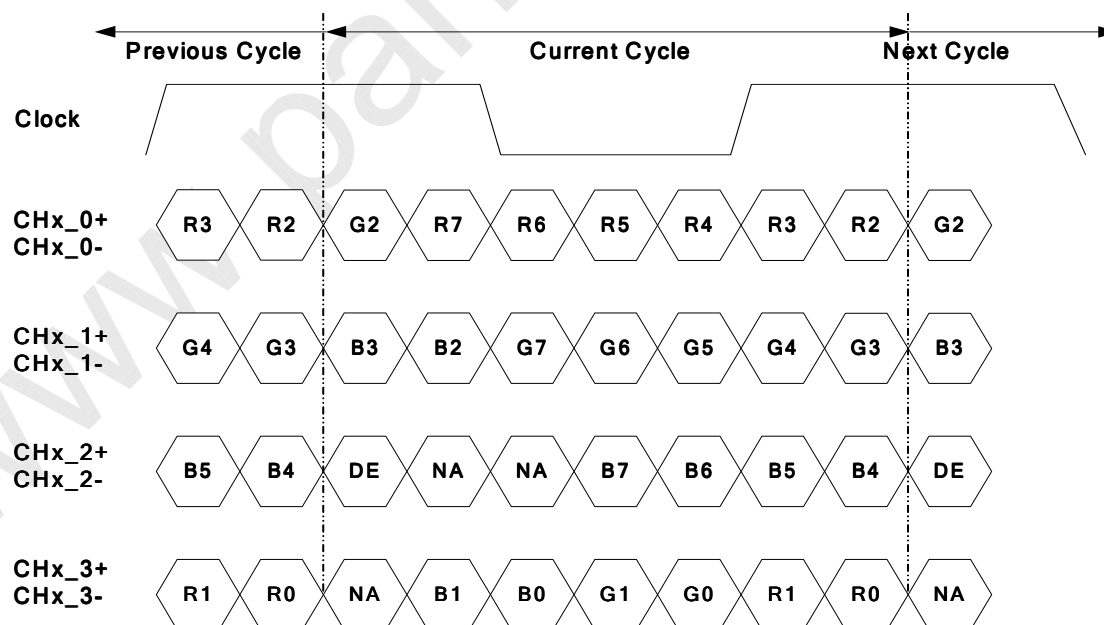 Previous Cycle Current Cycle Next Cycle
Clock
CHx_0+
CHx_0-
R3 R2 G2 R7 R6 R5 R4 R3 R2 G2
CHx_1+
CHx_1-
G4 G3 B3 B2 G7 G6 G5 G4 G3 B3
CHx_2+
CHx_2-
B5 B4 DE NA NA B7 B6 B5 B4 DE
CHx_3+
CHx_3-
R1 R0 NA B1 B0 G1 G0 R1 R0 NA